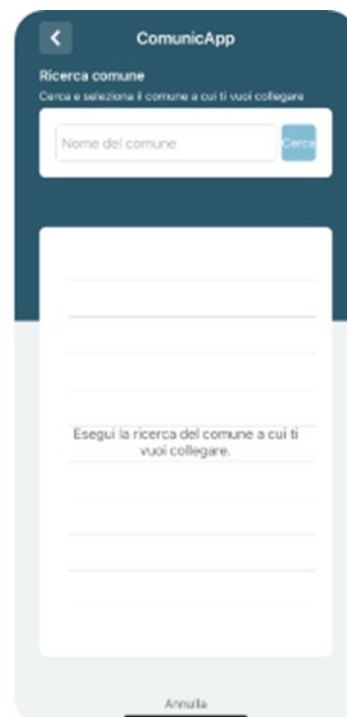 ComunicApp
Ricerca comune
Cerca e seleziona il comune a cui ti vuoi collegare
Nome del comune
Cerca
Esegui la ricerca del comune a cui ti
vuoi collegare.
Annulla